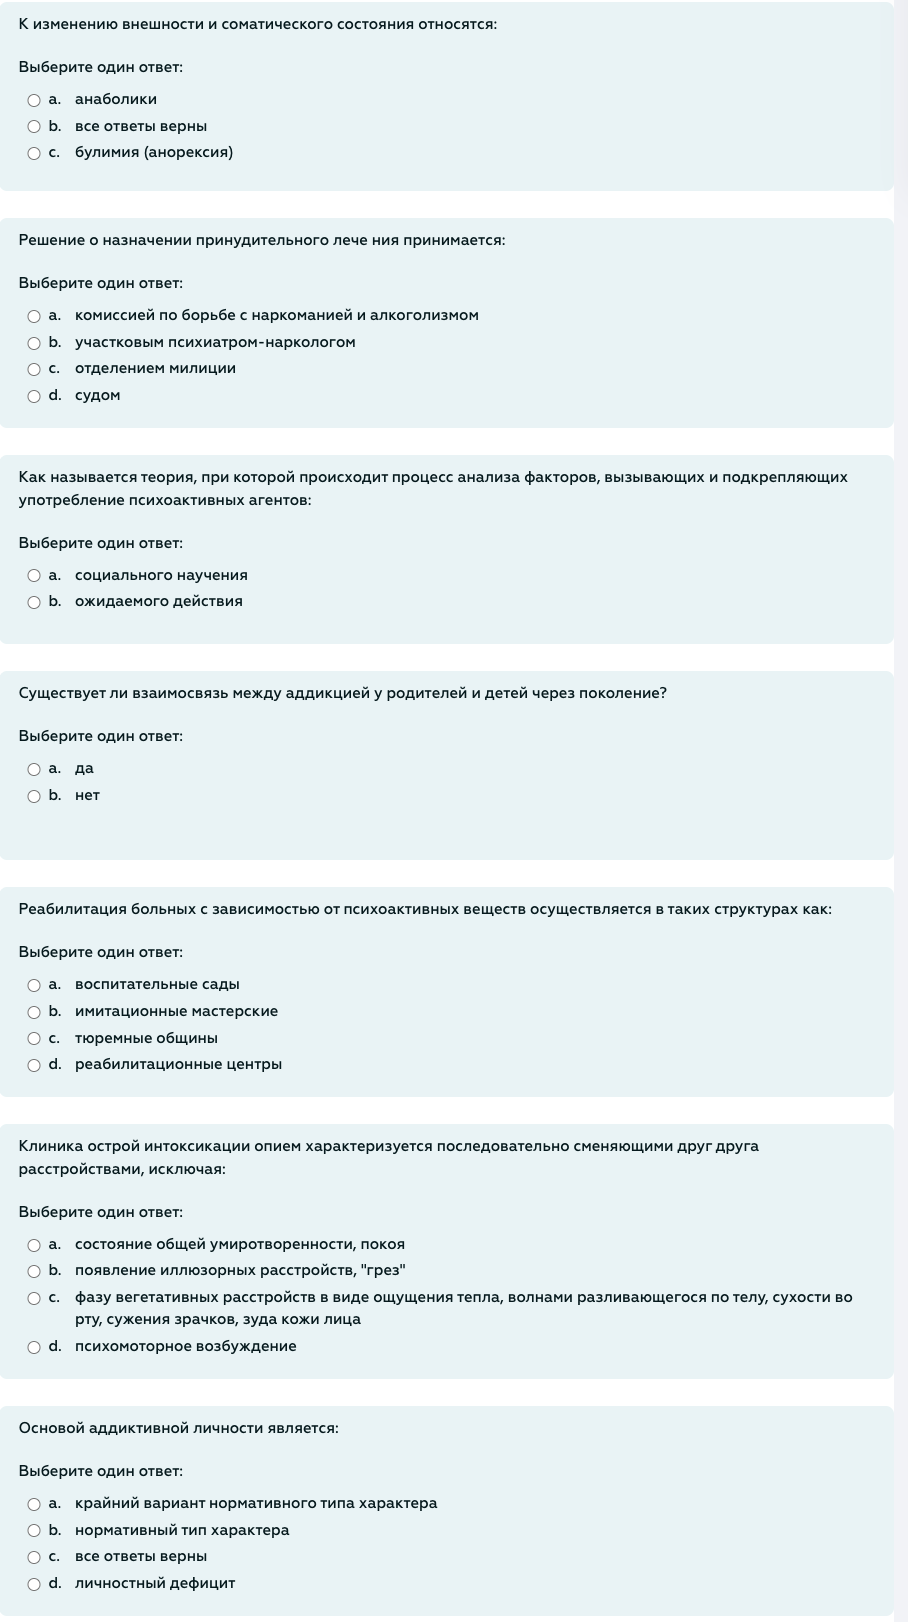 К изменению внешности и соматического состояния относятся:
Выберите один ответ:
a. анаболики
b. все ответы верны
c. булимия (анорексия)
Решение о назначении принудительного лече ния принимается:
Выберите один ответ:
a. комиссией по борьбе с наркоманией и алкоголизмом
b. участковым психиатром-наркологом
c. отделением милиции
d. судом
Как называется теория, при которой происходит процесс анализа факторов, вызывающих и подкрепляющих
употребление психоактивных агентов:
Выберите один ответ:
a. социального научения
b. ожидаемого действия
Существует ли взаимосвязь между аддикцией у родителей и детей через поколение?
Выберите один ответ:
a. да
b. нет
Реабилитация больных с зависимостью от психоактивных веществ осуществляется в таких структурах как:
Выберите один ответ:
a. воспитательные сады
b. имитационные мастерские
c. тюремные общины
d. реабилитационные центры
Клиника острой интоксикации опием характеризуется последовательно сменяющими друг друга
расстройствами, исключая:
Выберите один ответ:
a. состояние общей умиротворенности, покоя
b. появление иллюзорных расстройств, "грез"
c. фазу вегетативных расстройств в виде ощущения тепла, волнами разливающегося по телу, сухости во
рту, сужения зрачков, зуда кожи лица
d. психомоторное возбуждение
Основой аддиктивной личности является:
Выберите один ответ:
a. крайний вариант нормативного типа характера
b. нормативный тип характера
c. все ответы верны
d. личностный дефицит